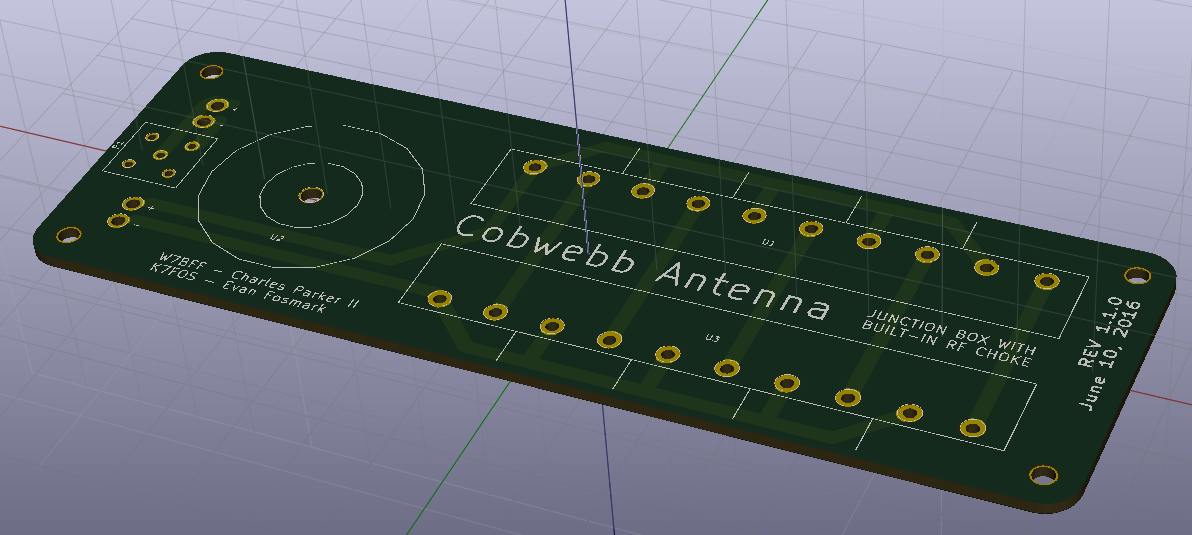 P1
+
-
+
-
U2
W7BFF – Charles Parker II
K7FOS – Evan Fosmark
U1
Cobwebb Antenna
U3
JUNCTION BOX WITH
BUILT-IN RF CHOKE
REV 1.1.0
June 10, 2016